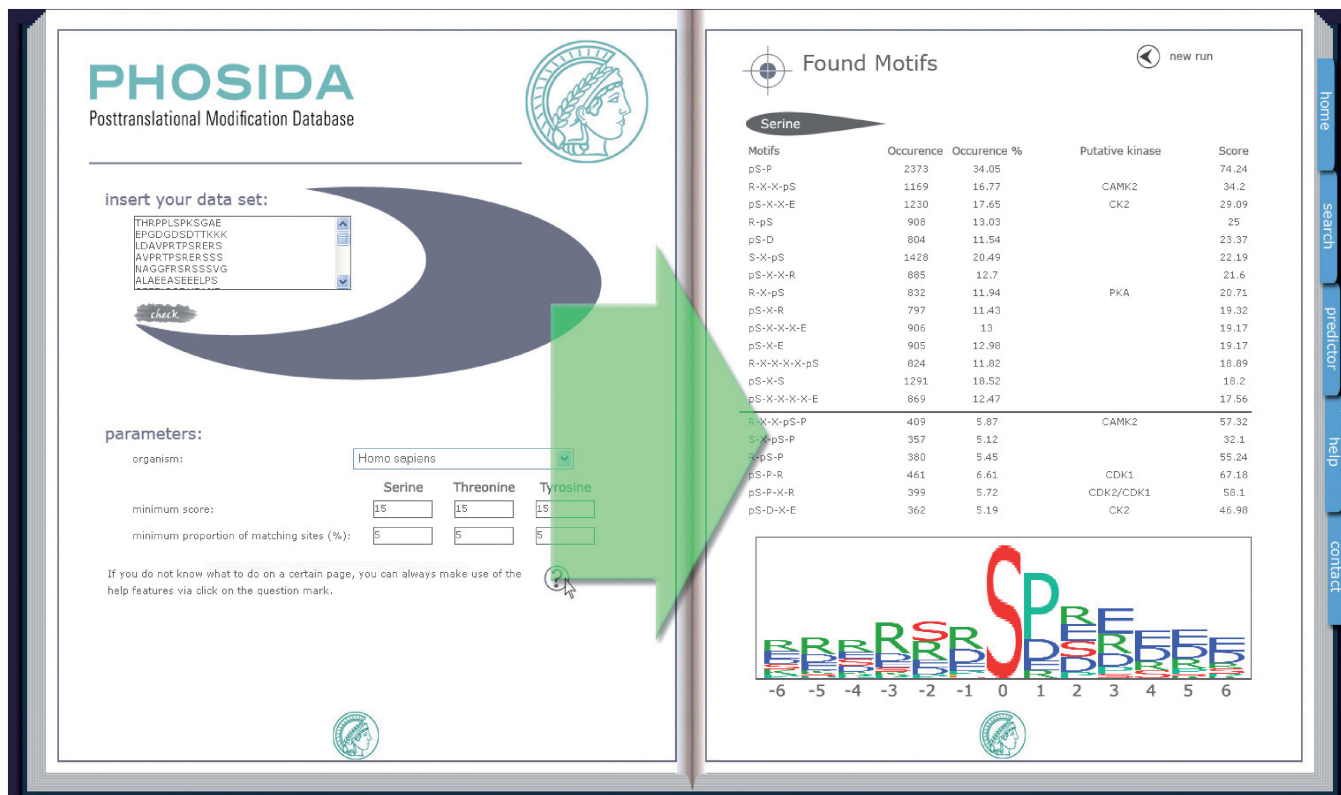 PHOSIDA
Posttranslational Modification Database
insert your data set:
THRPPLSPKSGAE
EPGDGDSDTTKKK
LDAVPRTPSRERS
AVPRTPSRERSSS
NAGGFRSRSSSVG
ALAEEASEEELPS
check
parameters:
organism: Homo sapiens
Serine Threonine Tyrosine
minimum score: 15 15 15
minimum proportion of matching sites (%): 5 5 5
If you do not know what to do on a certain page, you can always make use of the
help features via click on the question mark.
?
Found Motifs
new run
Serine
Motifs Occurence Occurence % Putative kinase Score
pS-P 2373 34.05 74.24
R-X-X-pS 1169 16.77 CAMK2 34.2
pS-X-X-E 1230 17.65 CK2 29.09
R-pS 908 13.03 25
pS-D 804 11.54 23.37
S-X-pS 1428 20.49 22.19
pS-X-X-R 885 12.7 21.6
R-X-pS 832 11.94 PKA 20.71
pS-X-R 797 11.43 19.32
pS-X-X-X-E 906 13 19.17
pS-X-E 905 12.98 19.17
R-X-X-X-X-pS 824 11.82 18.89
pS-X-S 1291 18.52 18.2
pS-X-X-X-X-E 869 12.47 17.56
R-X-X-pS-P 409 5.87 CAMK2 57.32
S-X-pS-P 357 5.12 32.1
R-pS-P 380 5.45 55.24
pS-P-R 461 6.61 CDK1 67.18
pS-P-X-R 399 5.72 CDK2/CDK1 58.1
pS-D-X-E 362 5.19 CK2 46.98
-6 -5 -4 -3 -2 -1 0 1 2 3 4 5 6
home
search
predictor
help
contact